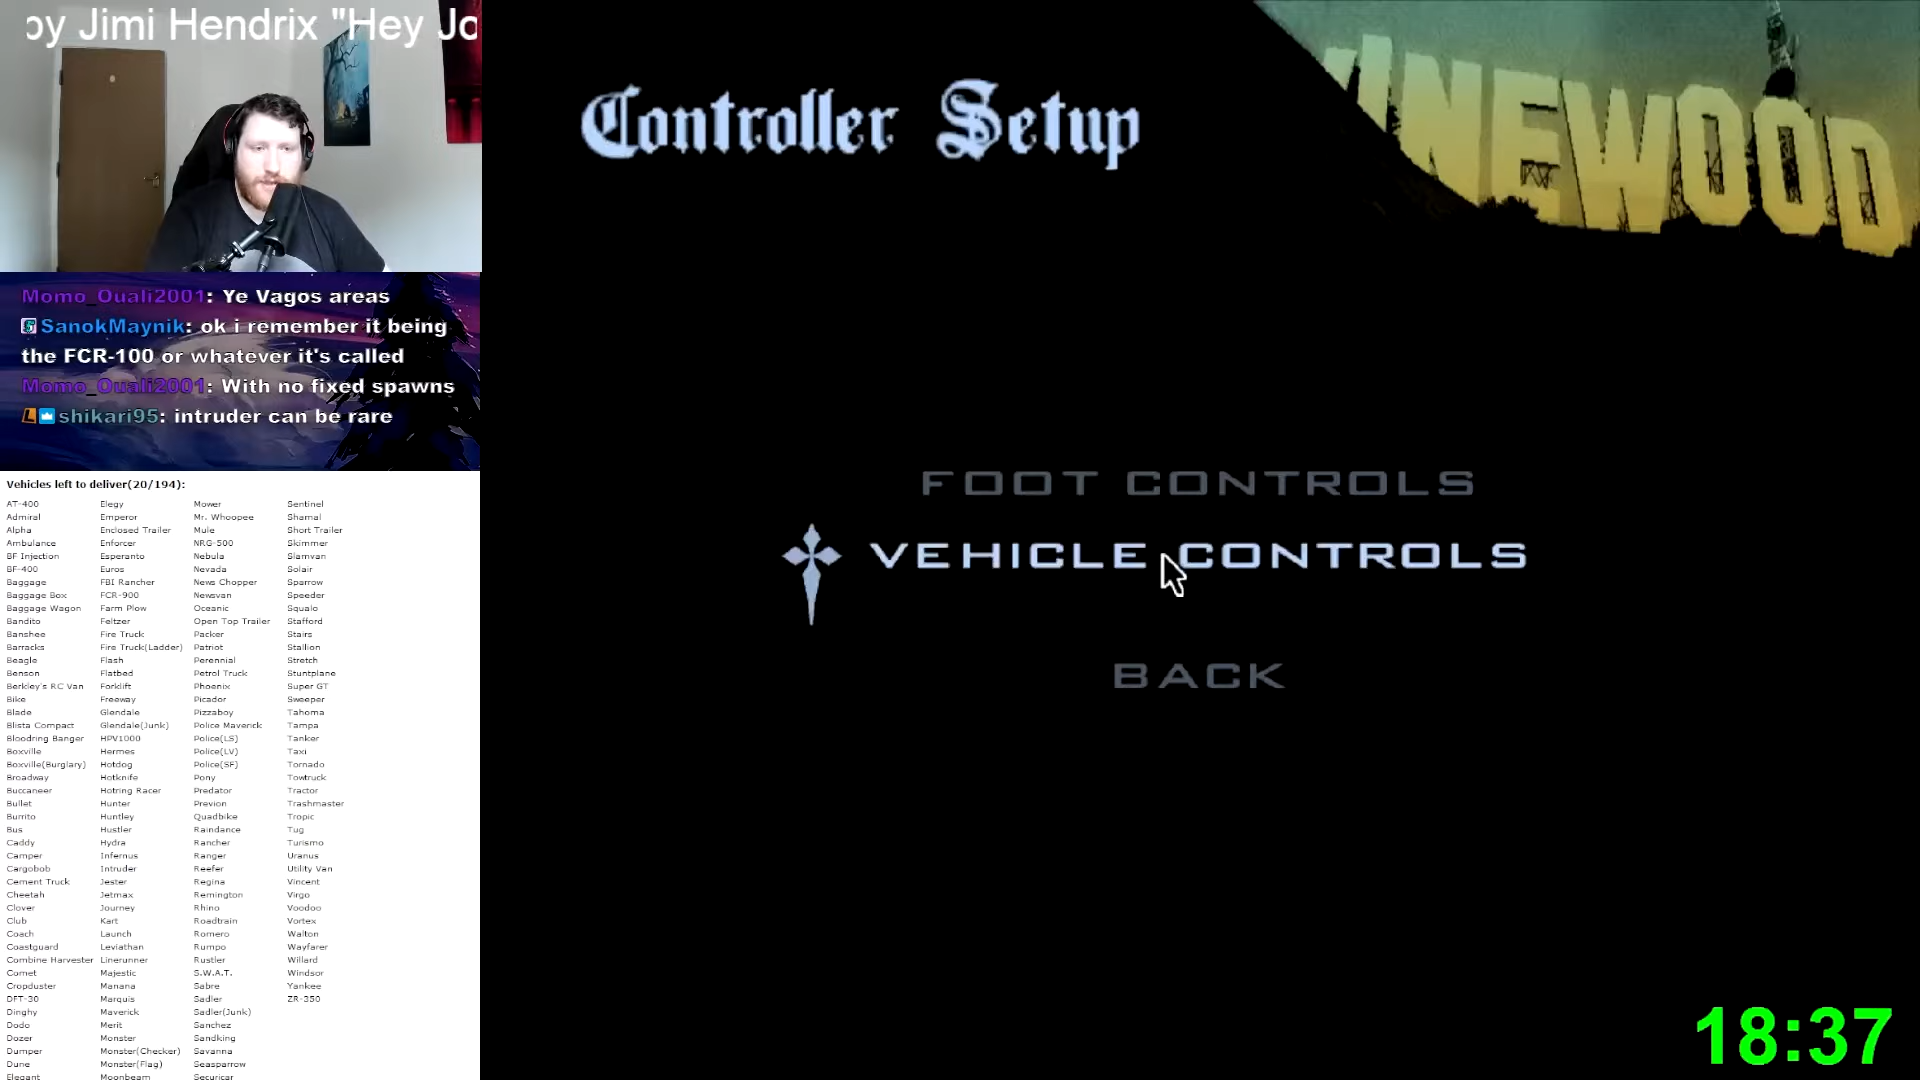 by Jimi Hendrix "Hey Jo
Controller Setup
INEWOOD
Momo_Ouali2001: Ye Vagos areas
SanokMaynik: ok i remember it being
the FCR-100 or whatever it's called
Momo_Ouali2001: With no fixed spawns
shikari95: intruder can be rare
FOOT CONTROLS
VEHICLE CONTROLS
BACK
Vehicles left to deliver(20/194):
AT-400 Elegy Mower Sentinel
Admiral Emperor Mr. Whoopee Shamal
Alpha Enclosed Trailer Mule Short Trailer
Ambulance Enforcer NRG-500 Skimmer
BF Injection Esperanto Nebula Slamvan
BF-400 Euros Nevada Solair
Baggage FBI Rancher News Chopper Sparrow
Baggage Box FCR-900 Newsvan Speeder
Baggage Wagon Farm Plow Oceanic Squalo
Bandito Feltzer Open Top Trailer Stafford
Banshee Fire Truck Packer Stairs
Barracks Fire Truck(Ladder) Patriot Stallion
Beagle Flash Perennial Stretch
Benson Flatbed Petrol Truck Stuntplane
Berkley's RC Van Forklift Phoenix Super GT
Bike Freeway Picador Sweeper
Blade Glendale Pizzaboy Tahoma
Blista Compact Glendale(Junk) Police Maverick Tampa
Bloodring Banger HPV1000 Police(LS) Tanker
Boxville Hermes Police(LV) Taxi
Boxville(Burglary) Hotdog Police(SF) Tornado
Broadway Hotknife Pony Towtruck
Buccaneer Hotring Racer Predator Tractor
Bullet Hunter Previon Trashmaster
Burrito Huntley Quadbike Tropic
Bus Hustler Raindance Tug
Caddy Hydra Rancher Turismo
Camper Infernus Ranger Uranus
Cargobob Intruder Reefer Utility Van
Cement Truck Jester Regina Vincent
Cheetah Jetmax Remington Virgo
Clover Journey Rhino Voodoo
Club Kart Roadtrain Vortex
Coach Launch Romero Walton
Coastguard Leviathan Rumpo Wayfarer
Combine Harvester Linerunner Rustler Willard
Comet Majestic S.W.A.T. Windsor
Cropduster Manana Sabre Yankee
DFT-30 Marquis Sadler ZR-350
Dinghy Maverick Sadler(Junk)
Dodo Merit Sanchez
Dozer Monster Sandking
Dumper Monster(Checker) Savanna
Dune Monster(Flag) Seasparrow
Elegant Moonbeam Securicar
18:37